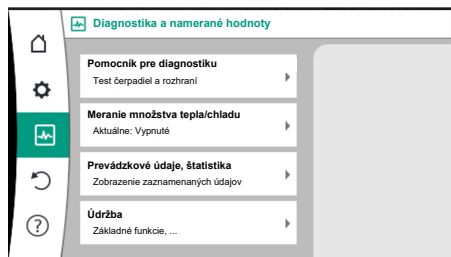 Diagnostika a namerané hodnoty
Pomocník pre diagnostiku
Test čerpadiel a rozhraní
Meranie množstva tepla/chladu
Aktuálne: Vypnuté
Prevádzkové údaje, štatistika
Zobrazenie zaznamenaných údajov
Údržba
Základné funkcie, ...
?